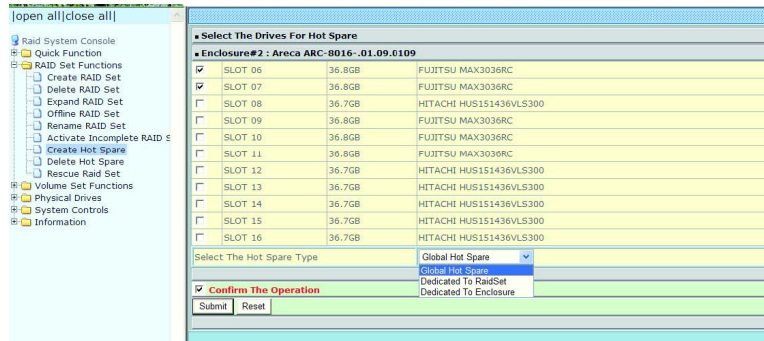 |open all|close all|
Raid System Console
Quick Function
RAID Set Functions
Create RAID Set
Delete RAID Set
Expand RAID Set
Offline RAID Set
Rename RAID Set
Activate Incomplete RAID S
Create Hot Spare
Delete Hot Spare
Rescue Raid Set
Volume Set Functions
Physical Drives
System Controls
Information
Select The Drives For Hot Spare
Enclosure#2 : Areca ARC-8016-.01.09.0109
SLOT 06 36.8GB FUJITSU MAX3036RC
SLOT 07 36.8GB FUJITSU MAX3036RC
SLOT 08 36.7GB HITACHI HUS151436VLS300
SLOT 09 36.8GB FUJITSU MAX3036RC
SLOT 10 36.8GB FUJITSU MAX3036RC
SLOT 11 36.8GB FUJITSU MAX3036RC
SLOT 12 36.7GB HITACHI HUS151436VLS300
SLOT 13 36.7GB HITACHI HUS151436VLS300
SLOT 14 36.7GB HITACHI HUS151436VLS300
SLOT 15 36.7GB HITACHI HUS151436VLS300
SLOT 16 36.7GB HITACHI HUS151436VLS300
Select The Hot Spare Type Global Hot Spare
Global Hot Spare
Dedicated To RaidSet
Dedicated To Enclosure
Confirm The Operation
Submit Reset